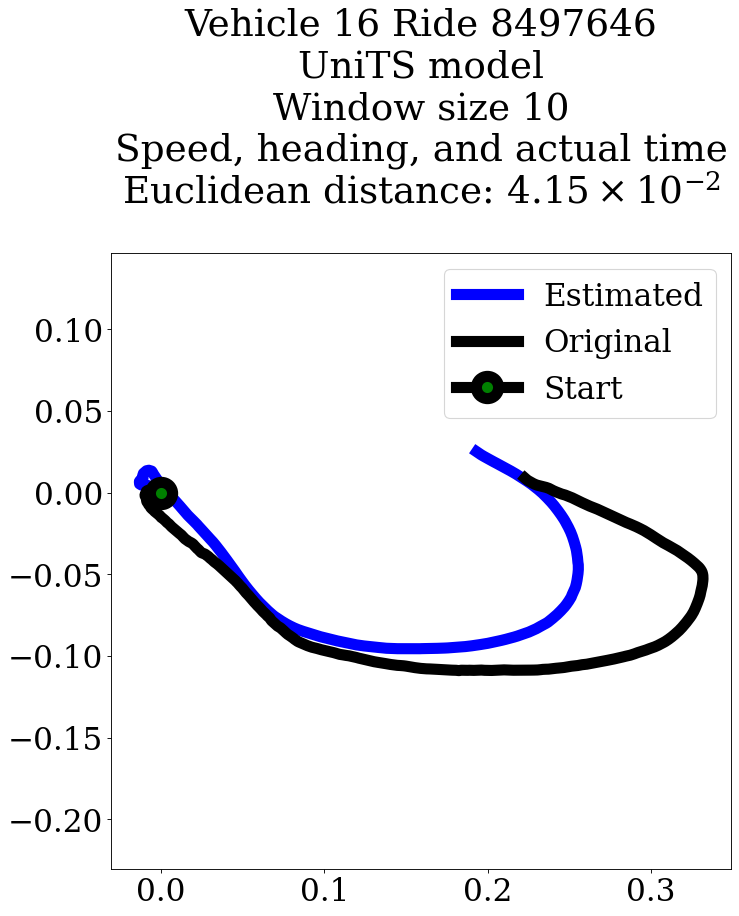 Vehicle 16 Ride 8497646
UniTS model
Window size 10
Speed, heading, and actual time
Euclidean distance: 4.15 × 10⁻²
Estimated
Original
Start
0.10
0.05
0.00
−0.05
−0.10
−0.15
−0.20
0.0 0.1 0.2 0.3